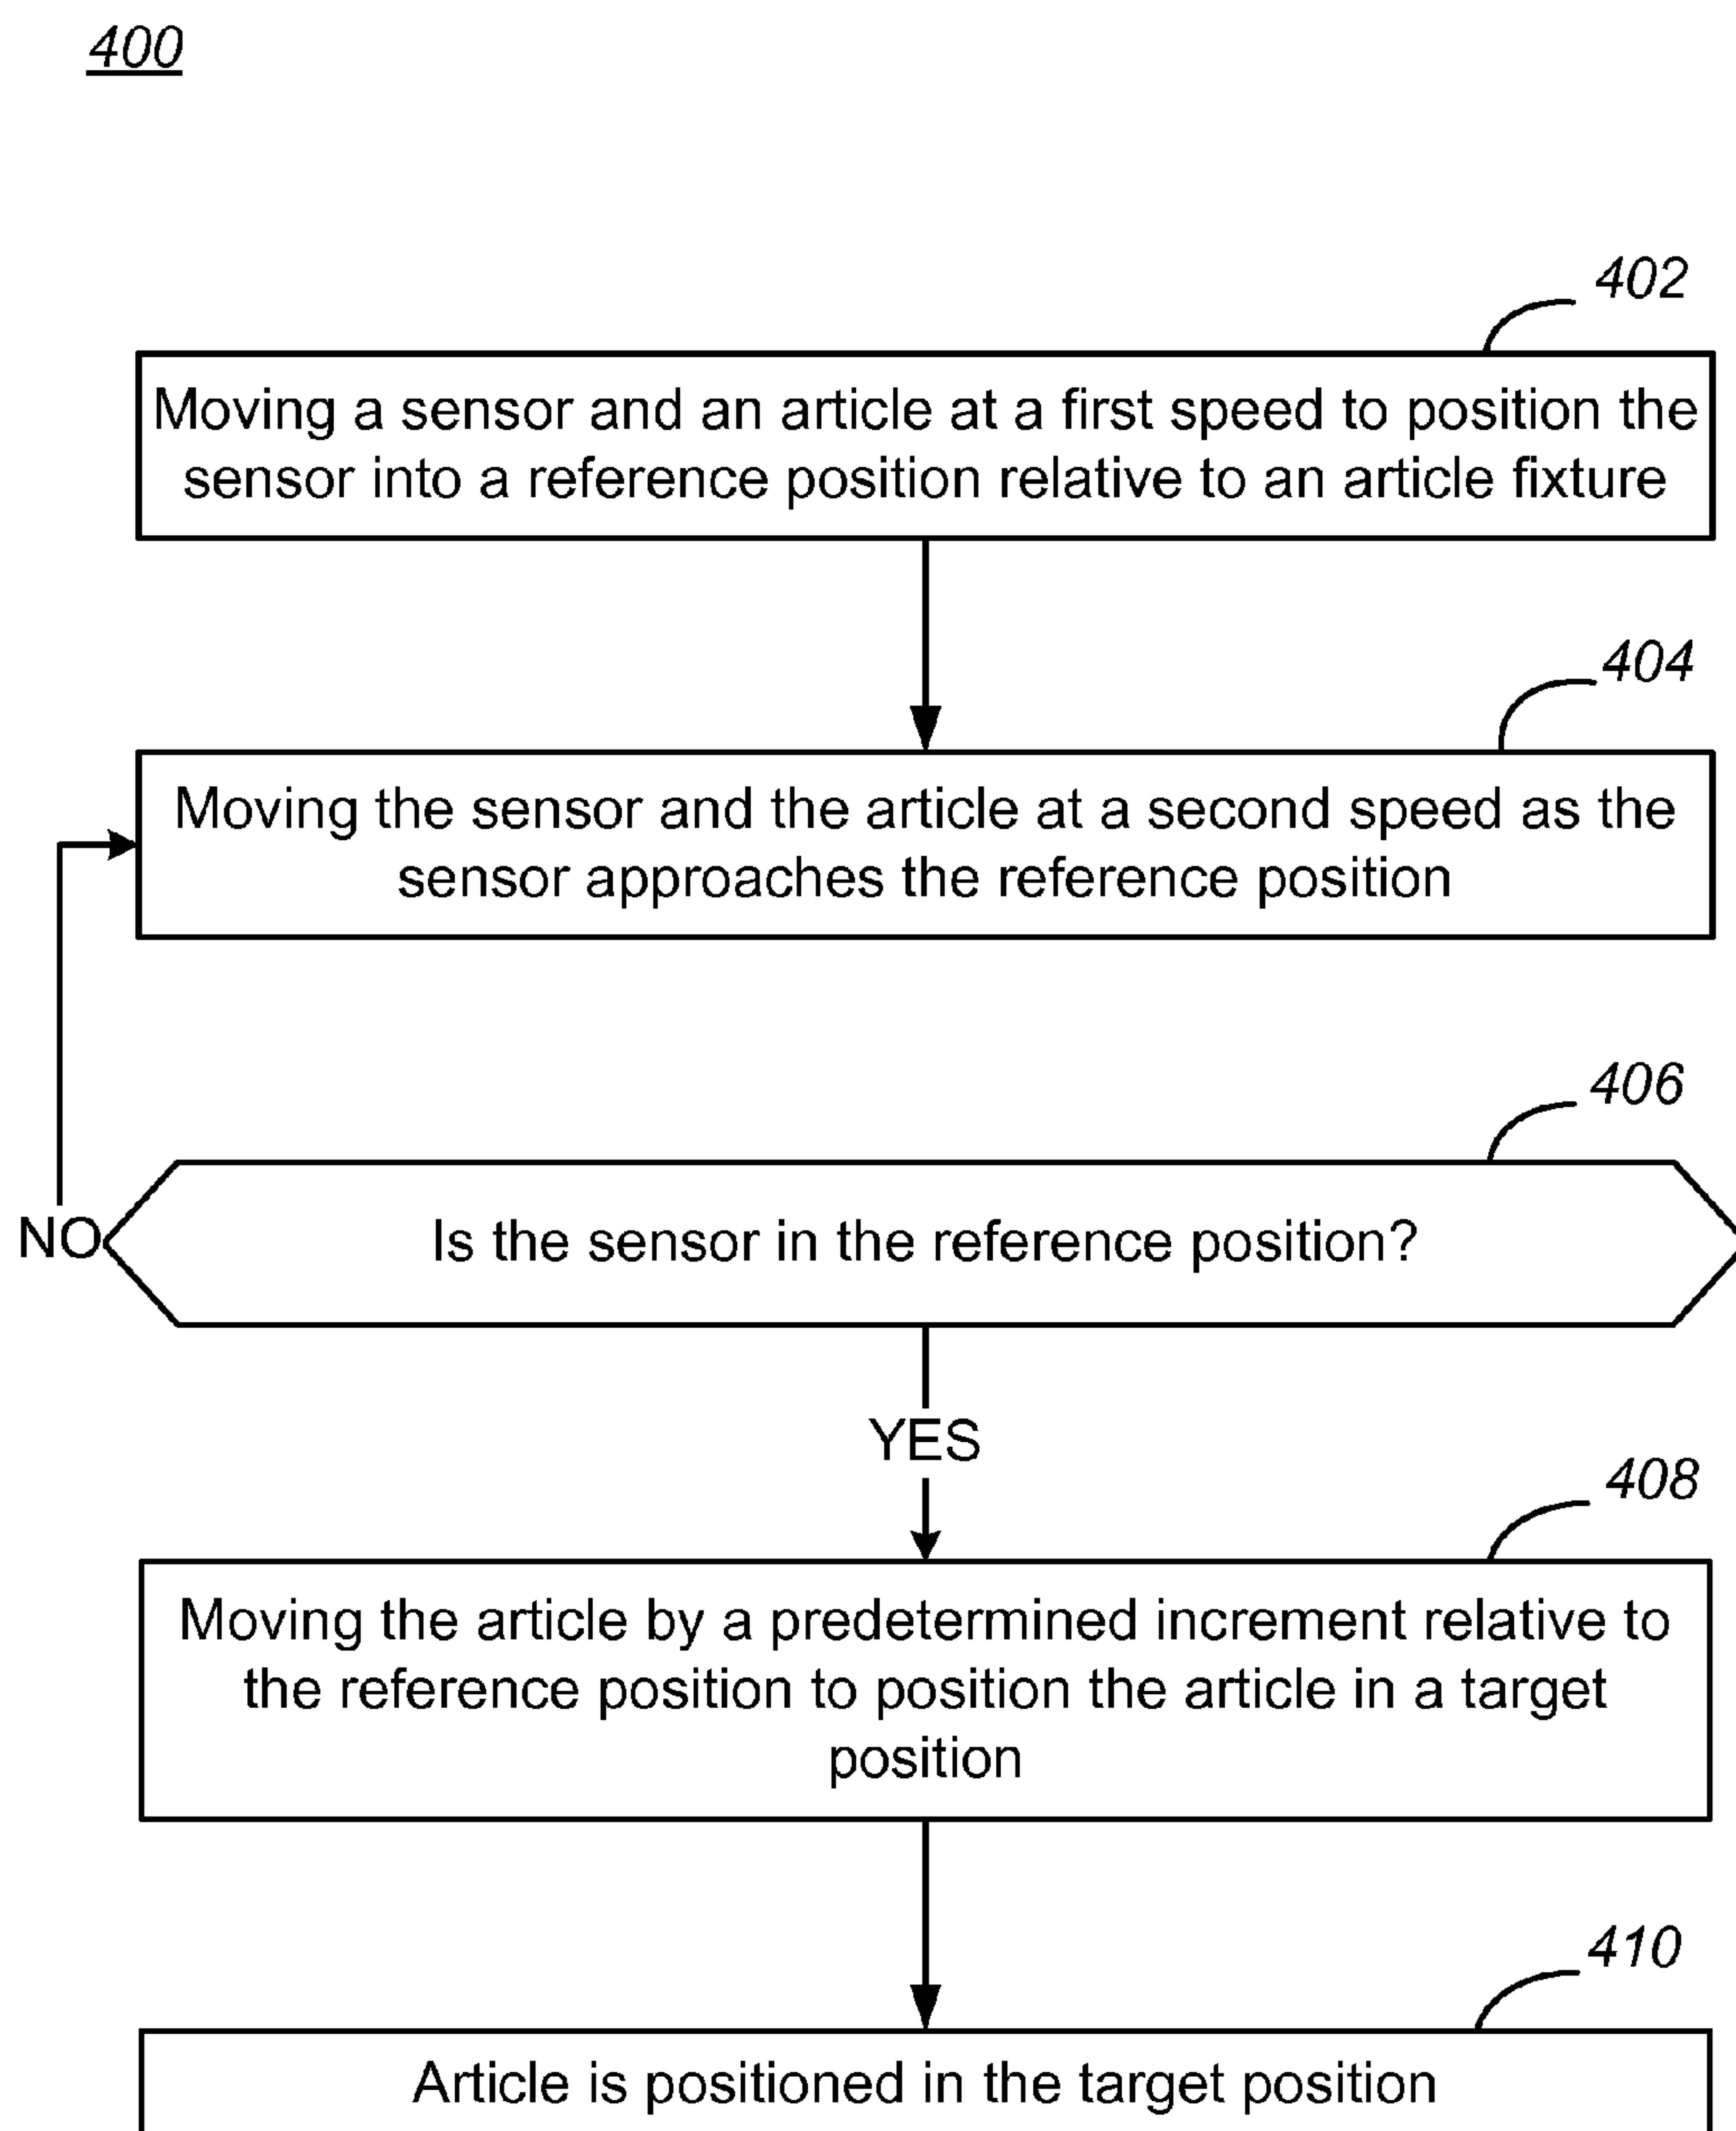 400
402
Moving a sensor and an article at a first speed to position the
sensor into a reference position relative to an article fixture
404
Moving the sensor and the article at a second speed as the
sensor approaches the reference position
406
NO
Is the sensor in the reference position?
YES
408
Moving the article by a predetermined increment relative to
the reference position to position the article in a target
position
410
Article is positioned in the target position